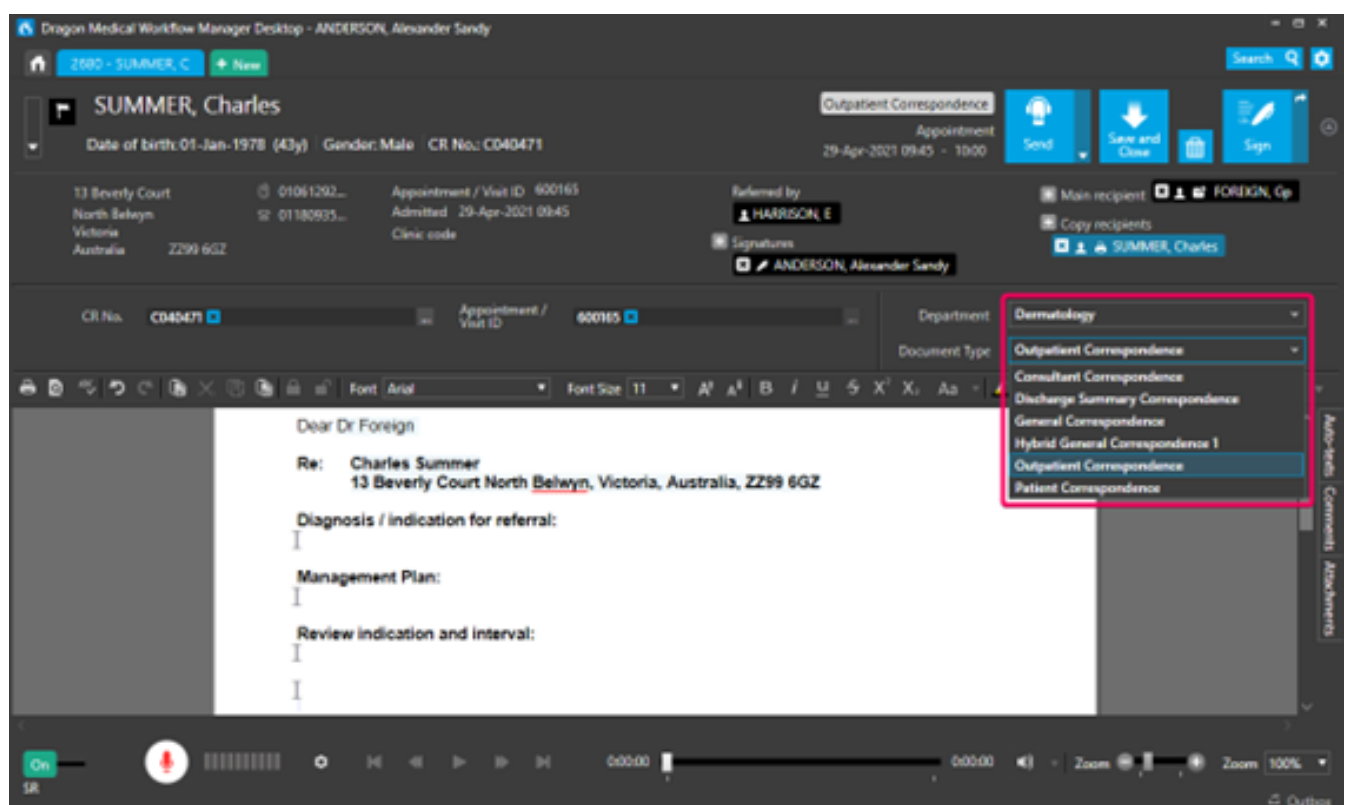 Dragon Medical Workflow Manager Desktop - ANDERSON, Alexander Sandy
2680 - SUMMER, C + New Search
SUMMER, Charles
Date of birth: 01-Jan-1978 (43y) Gender: Male CR No.: C040471
Outpatient Correspondence
Appointment
29-Apr-2021 09:45 - 10:00
Send
Save and Close
Sign
13 Beverly Court
North Belwyn
Victoria
Australia ZZ99 6GZ
01061292...
01180935...
Appointment / Visit ID 600165
Admitted 29-Apr-2021 09:45
Clinic code
Referred by
HARRISON, E
Signatures
ANDERSON, Alexander Sandy
Main recipient FOREIGN, Gp
Copy recipients
SUMMER, Charles
CR No. C040471 ... Appointment / Visit ID 600165 ...
Department Dermatology
Document Type Outpatient Correspondence
Consultant Correspondence
Discharge Summary Correspondence
General Correspondence
Hybrid General Correspondence 1
Outpatient Correspondence
Patient Correspondence
Font Arial Font Size 11 B I U S X² X, Aa
Dear Dr Foreign
Re: Charles Summer
13 Beverly Court North Belwyn, Victoria, Australia, ZZ99 6GZ
Diagnosis / indication for referral:
Management Plan:
Review indication and interval:
Auto-texts
Comments
Attachments
On
SR
0:00:00 0:00:00 Zoom Zoom 100%
Outbox